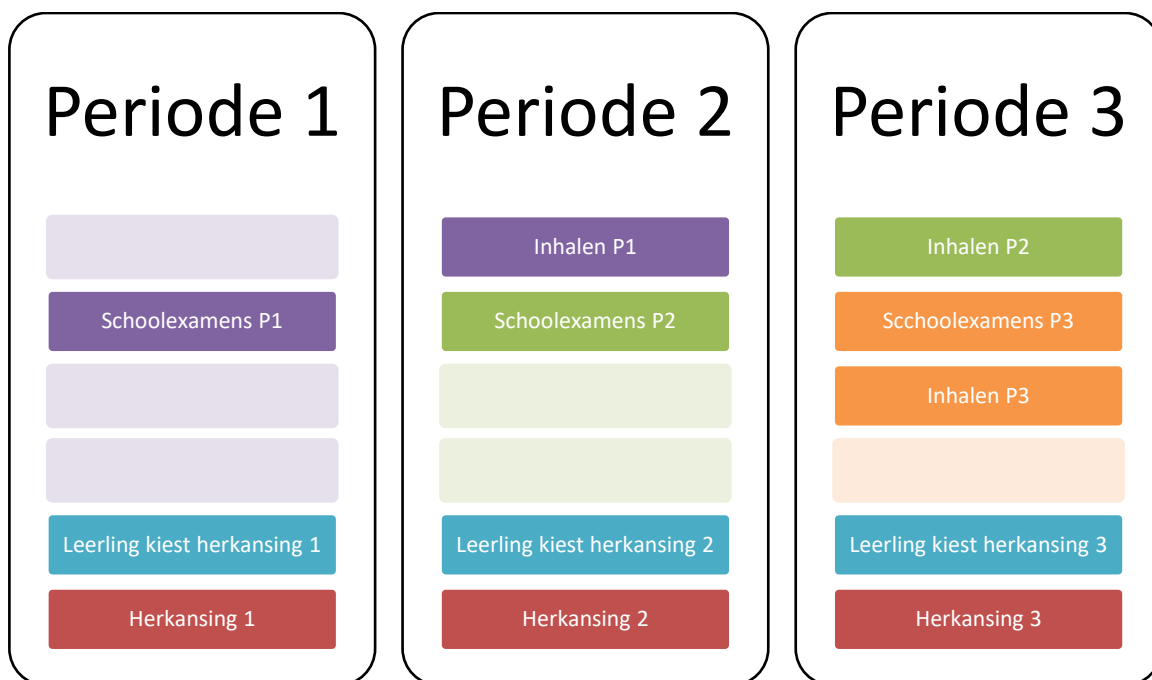 Periode 1
Schoolexamens P1
Leerling kiest herkansing 1
Herkansing 1
Periode 2
Inhalen P1
Schoolexamens P2
Leerling kiest herkansing 2
Herkansing 2
Periode 3
Inhalen P2
Scchoolexamens P3
Inhalen P3
Leerling kiest herkansing 3
Herkansing 3